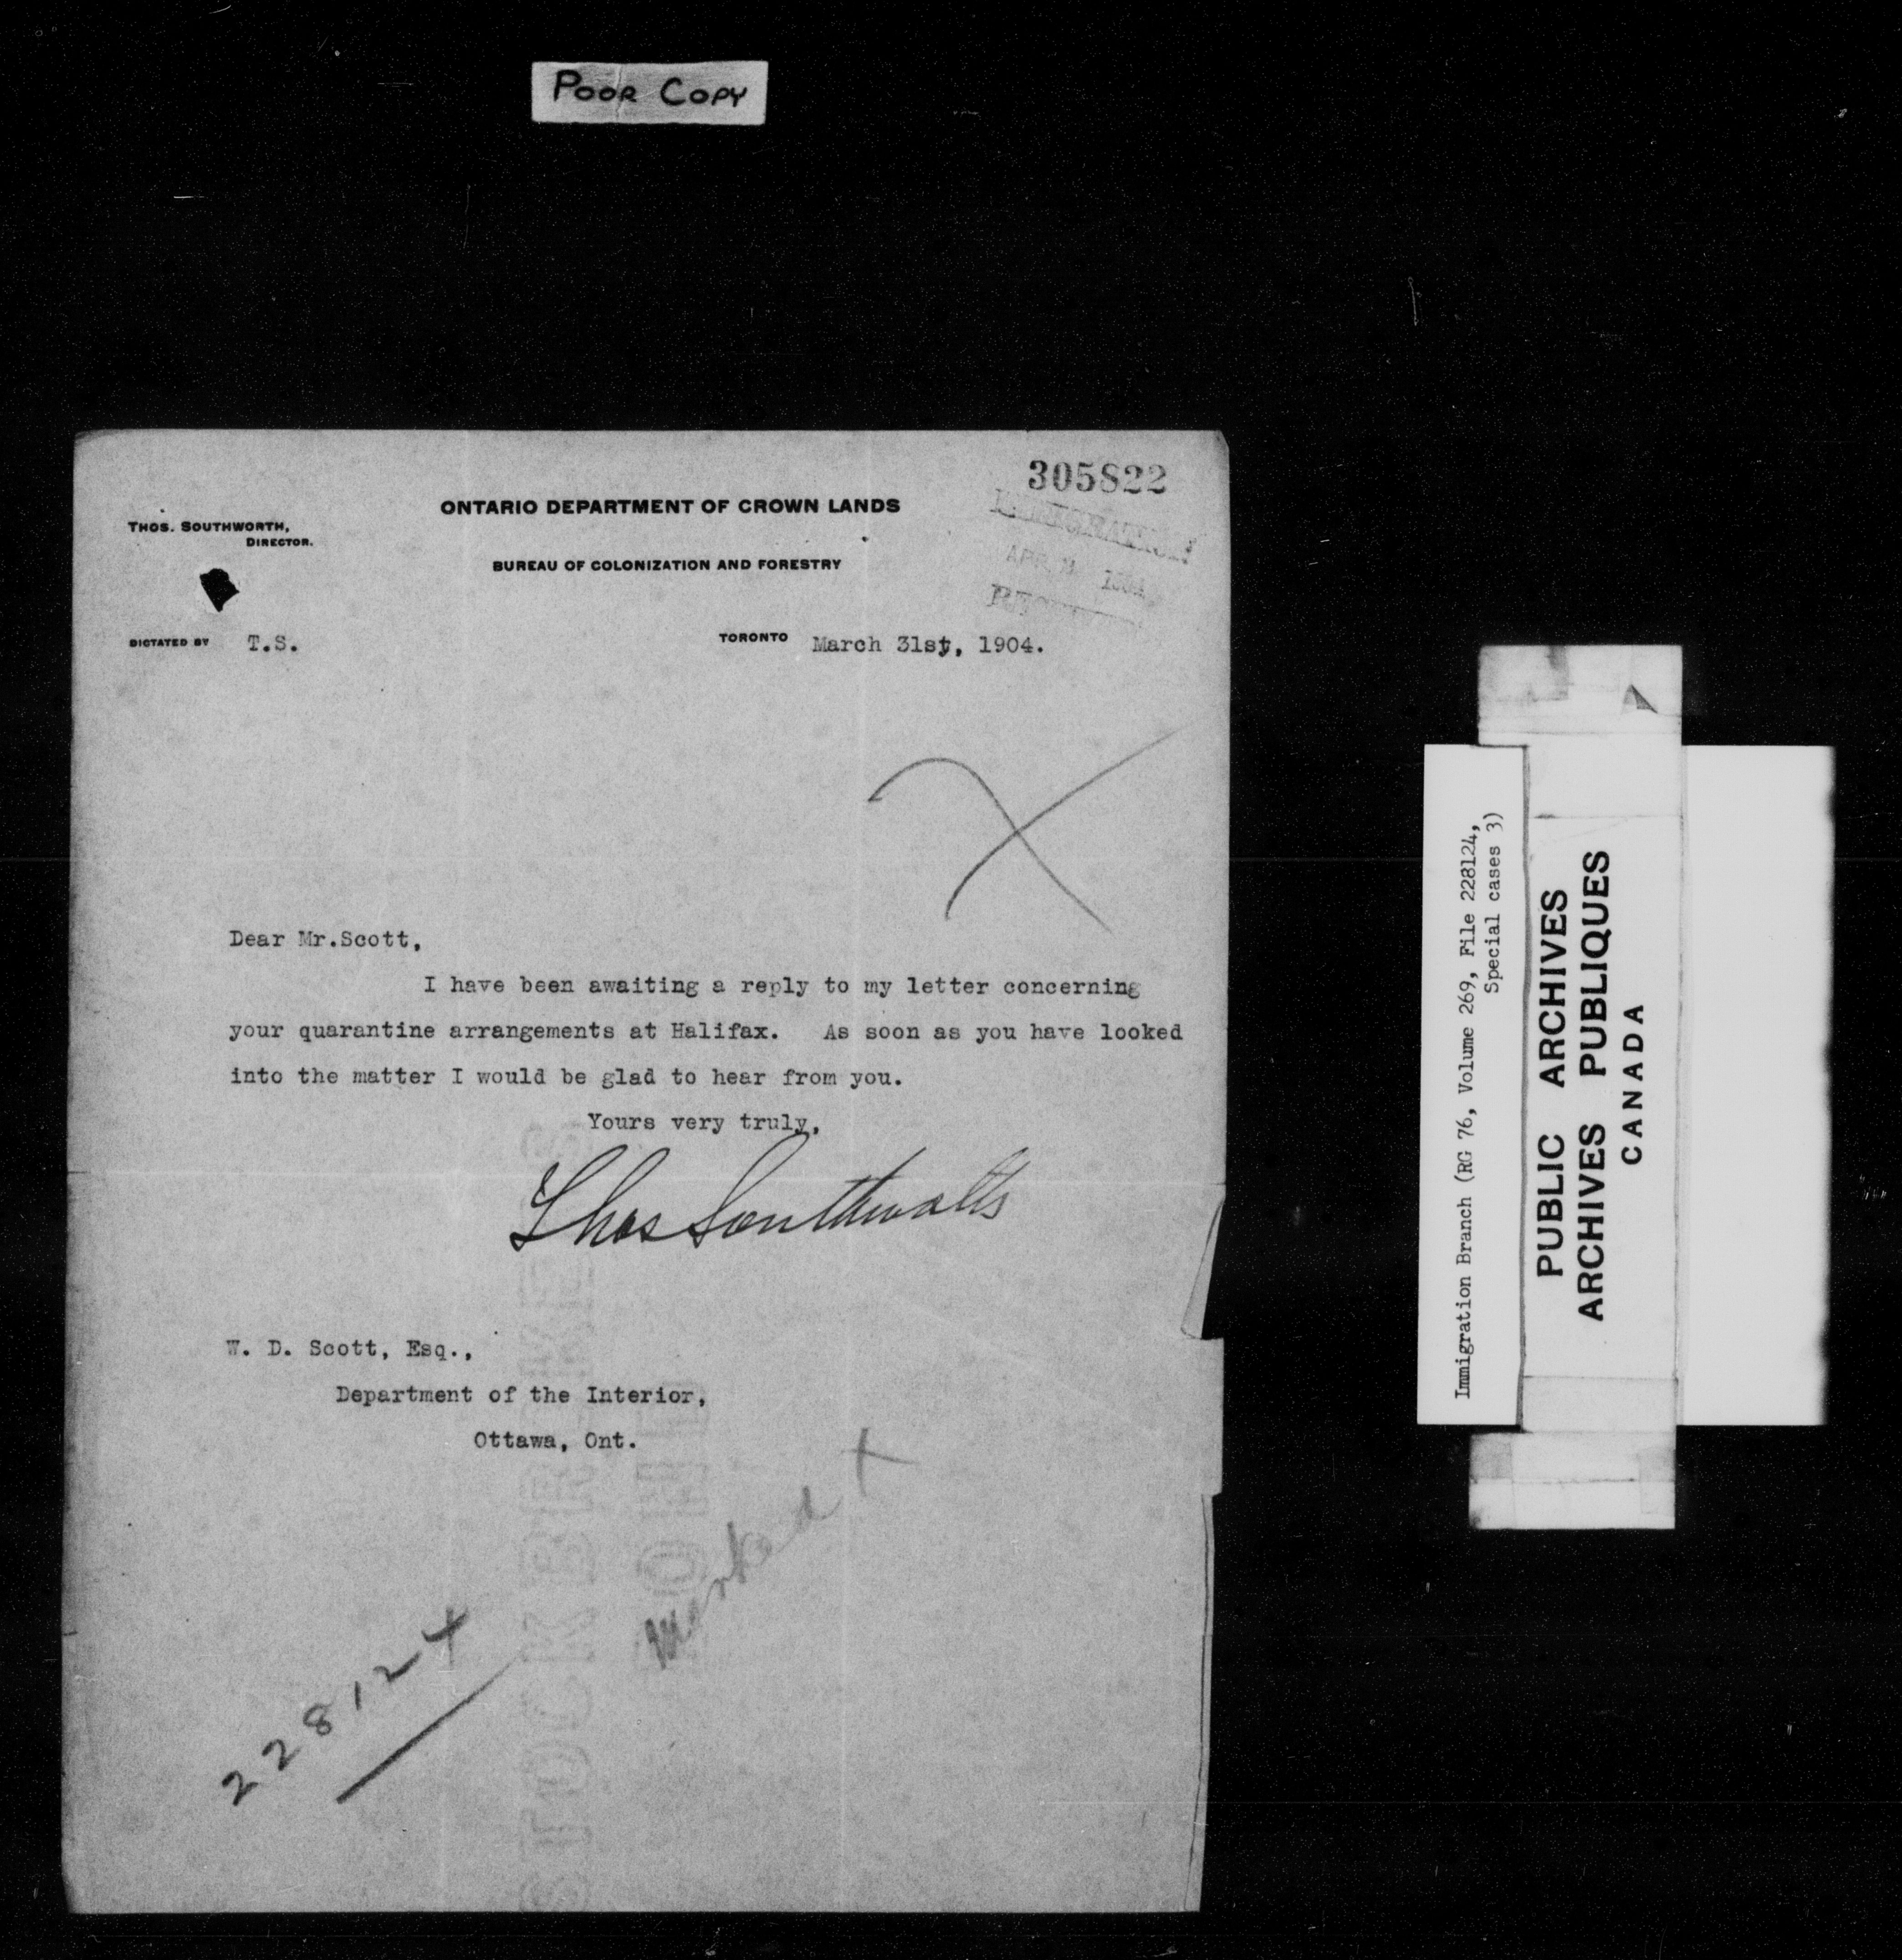 POOR COPY
305822
ONTARIO DEPARTMENT OF CROWN LANDS
THOS. SOUTHWORTH,
DIRECTOR.
BUREAU OF COLONIZATION AND FORESTRY
IMMIGRATION
APR 1904
DICTATED BY T.S.
TORONTO March 31st, 1904.
Dear Mr.Scott,
I have been awaiting a reply to my letter concerning
your quarantine arrangements at Halifax. As soon as you have looked
into the matter I would be glad to hear from you.
Yours very truly,
Thos Southworth
W. D. Scott, Esq.,
Department of the Interior,
Ottawa, Ont.
Marked X
228124
Immigration Branch (RG 76, Volume 269, File 228124,
Special cases 3)
PUBLIC ARCHIVES
ARCHIVES PUBLIQUES
CANADA